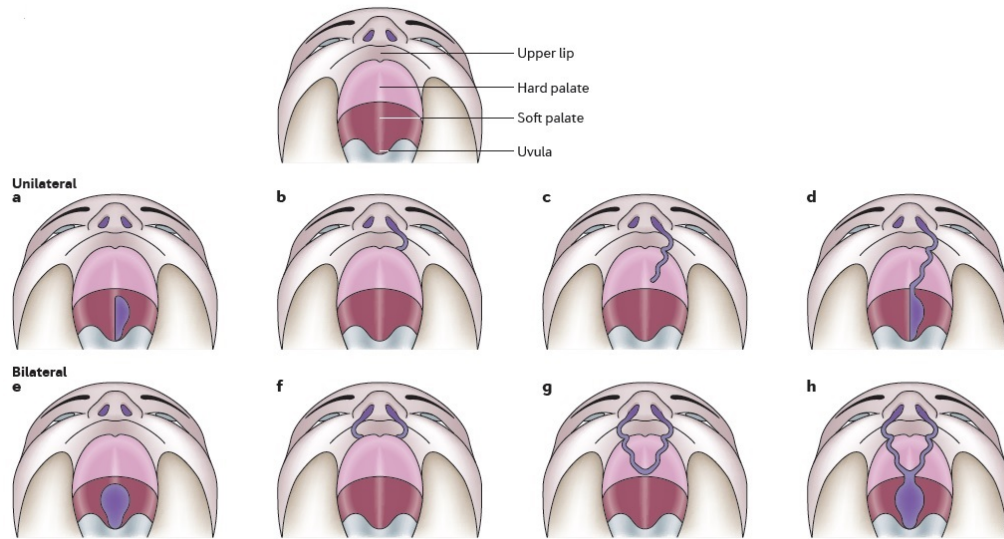 Upper lip
Hard palate
Soft palate
Uvula
Unilateral
a
b
c
d
Bilateral
e
f
g
h